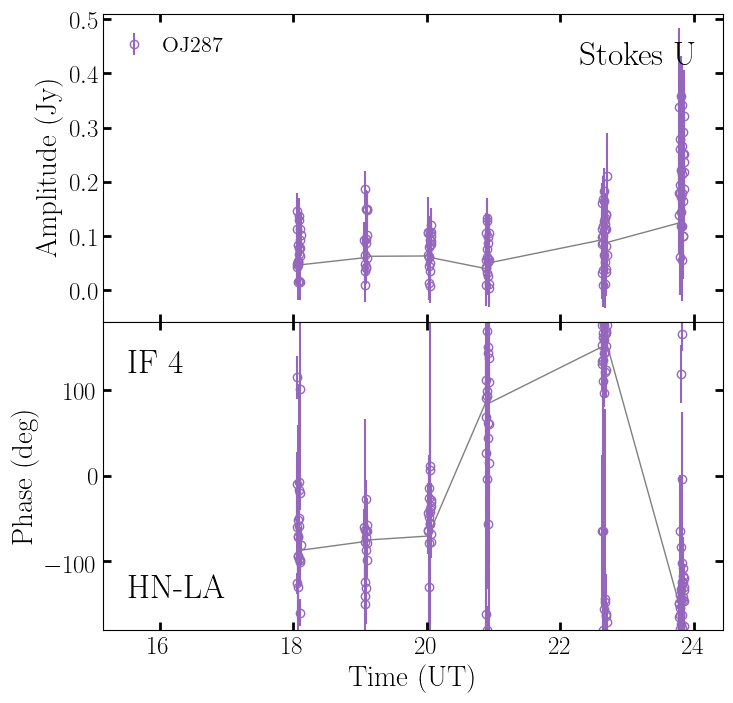 0.5
OJ287
Stokes U
0.4
0.3
0.2
0.1
0.0
Amplitude (Jy)
IF 4
100
0
−100
Phase (deg)
HN-LA
16 18 20 22 24
Time (UT)